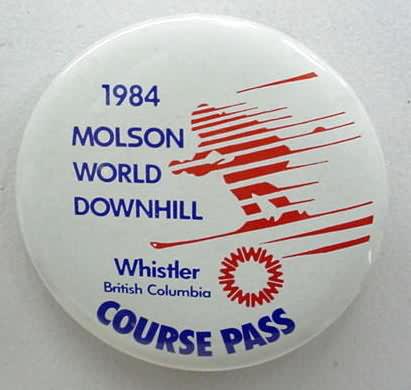 1984
MOLSON
WORLD
DOWNHILL
Whistler
British Columbia
COURSE PASS